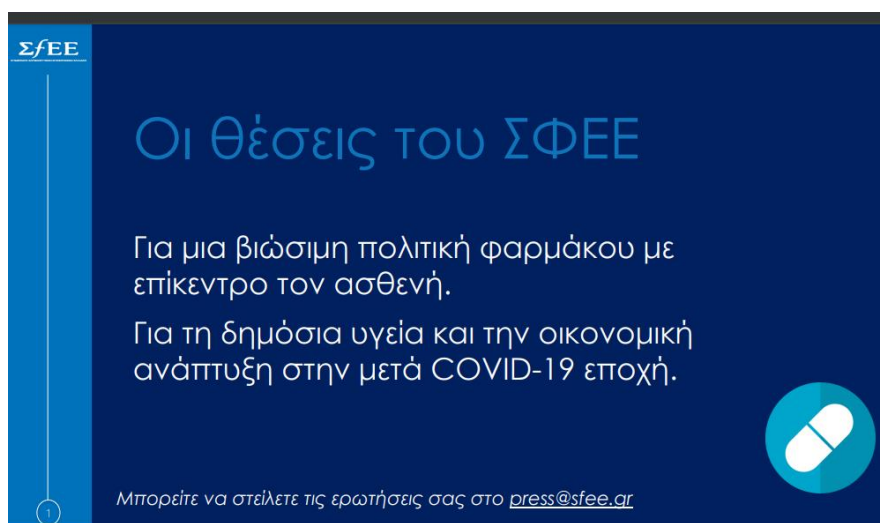 ΣfΕΕ
Οι θέσεις του ΣΦΕΕ
Για μια βιώσιμη πολιτική φαρμάκου με
επίκεντρο τον ασθενή.
Για τη δημόσια υγεία και την οικονομική
ανάπτυξη στην μετά COVID-19 εποχή.
Μπορείτε να στείλετε τις ερωτήσεις σας στο press@sfee.gr
1